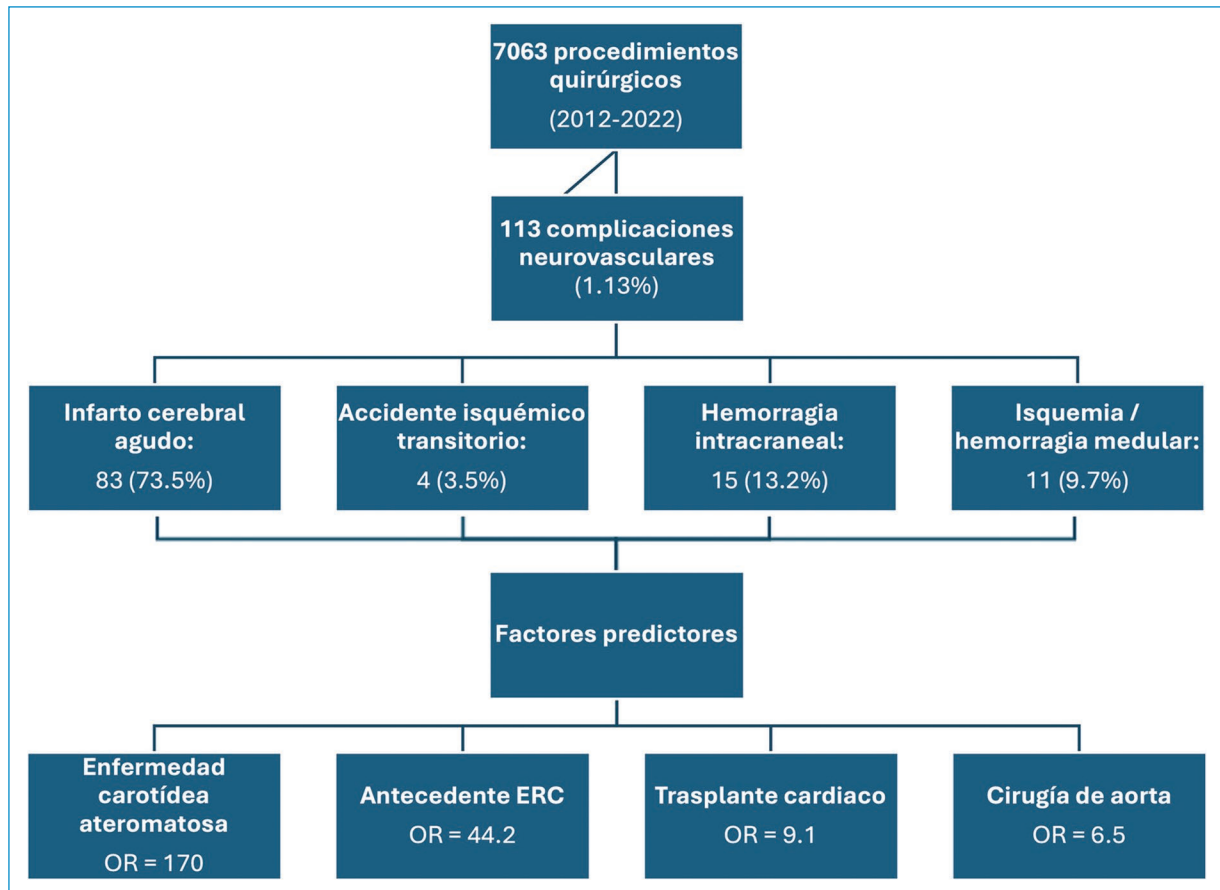 7063 procedimientos
quirúrgicos
(2012-2022)
113 complicaciones
neurovasculares
(1.13%)
Infarto cerebral
agudo:
83 (73.5%)
Accidente isquémico
transitorio:
4 (3.5%)
Hemorragia
intracraneal:
15 (13.2%)
Isquemia /
hemorragia medular:
11 (9.7%)
Factores predictores
Enfermedad
carotídea
ateromatosa
OR = 170
Antecedente ERC
OR = 44.2
Trasplante cardiaco
OR = 9.1
Cirugía de aorta
OR = 6.5